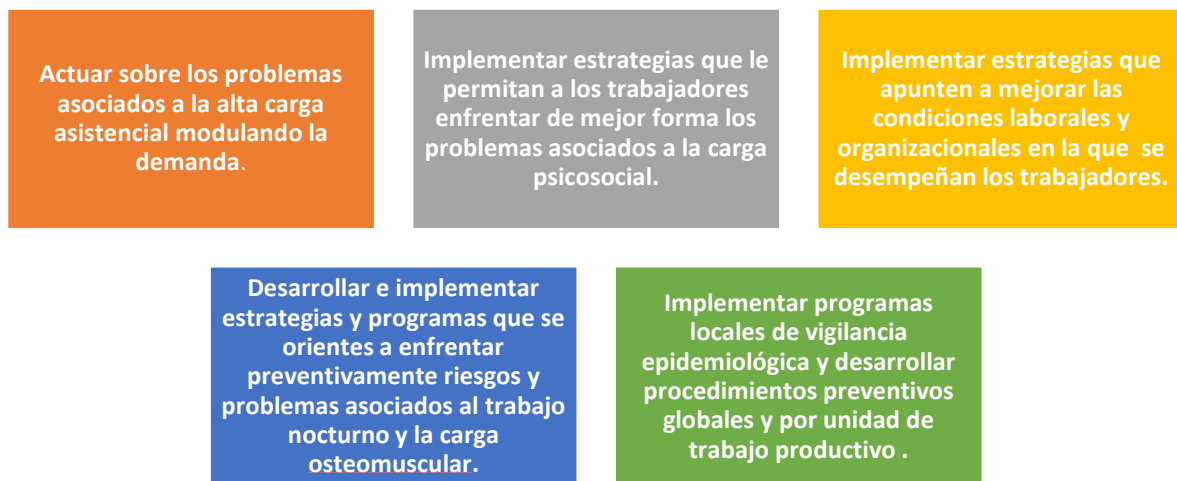 Actuar sobre los problemas
asociados a la alta carga
asistencial modulando la
demanda.
Implementar estrategias que le
permitan a los trabajadores
enfrentar de mejor forma los
problemas asociados a la carga
psicosocial.
Implementar estrategias que
apunten a mejorar las
condiciones laborales y
organizacionales en la que se
desempeñan los trabajadores.
Desarrollar e implementar
estrategias y programas que se
orientes a enfrentar
preventivamente riesgos y
problemas asociados al trabajo
nocturno y la carga
osteomuscular.
Implementar programas
locales de vigilancia
epidemiológica y desarrollar
procedimientos preventivos
globales y por unidad de
trabajo productivo .